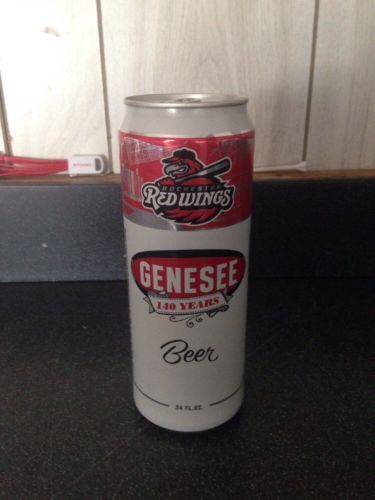 ROCHESTER
RED WINGS
GENESEE
140 YEARS
Beer
24 FL.OZ.